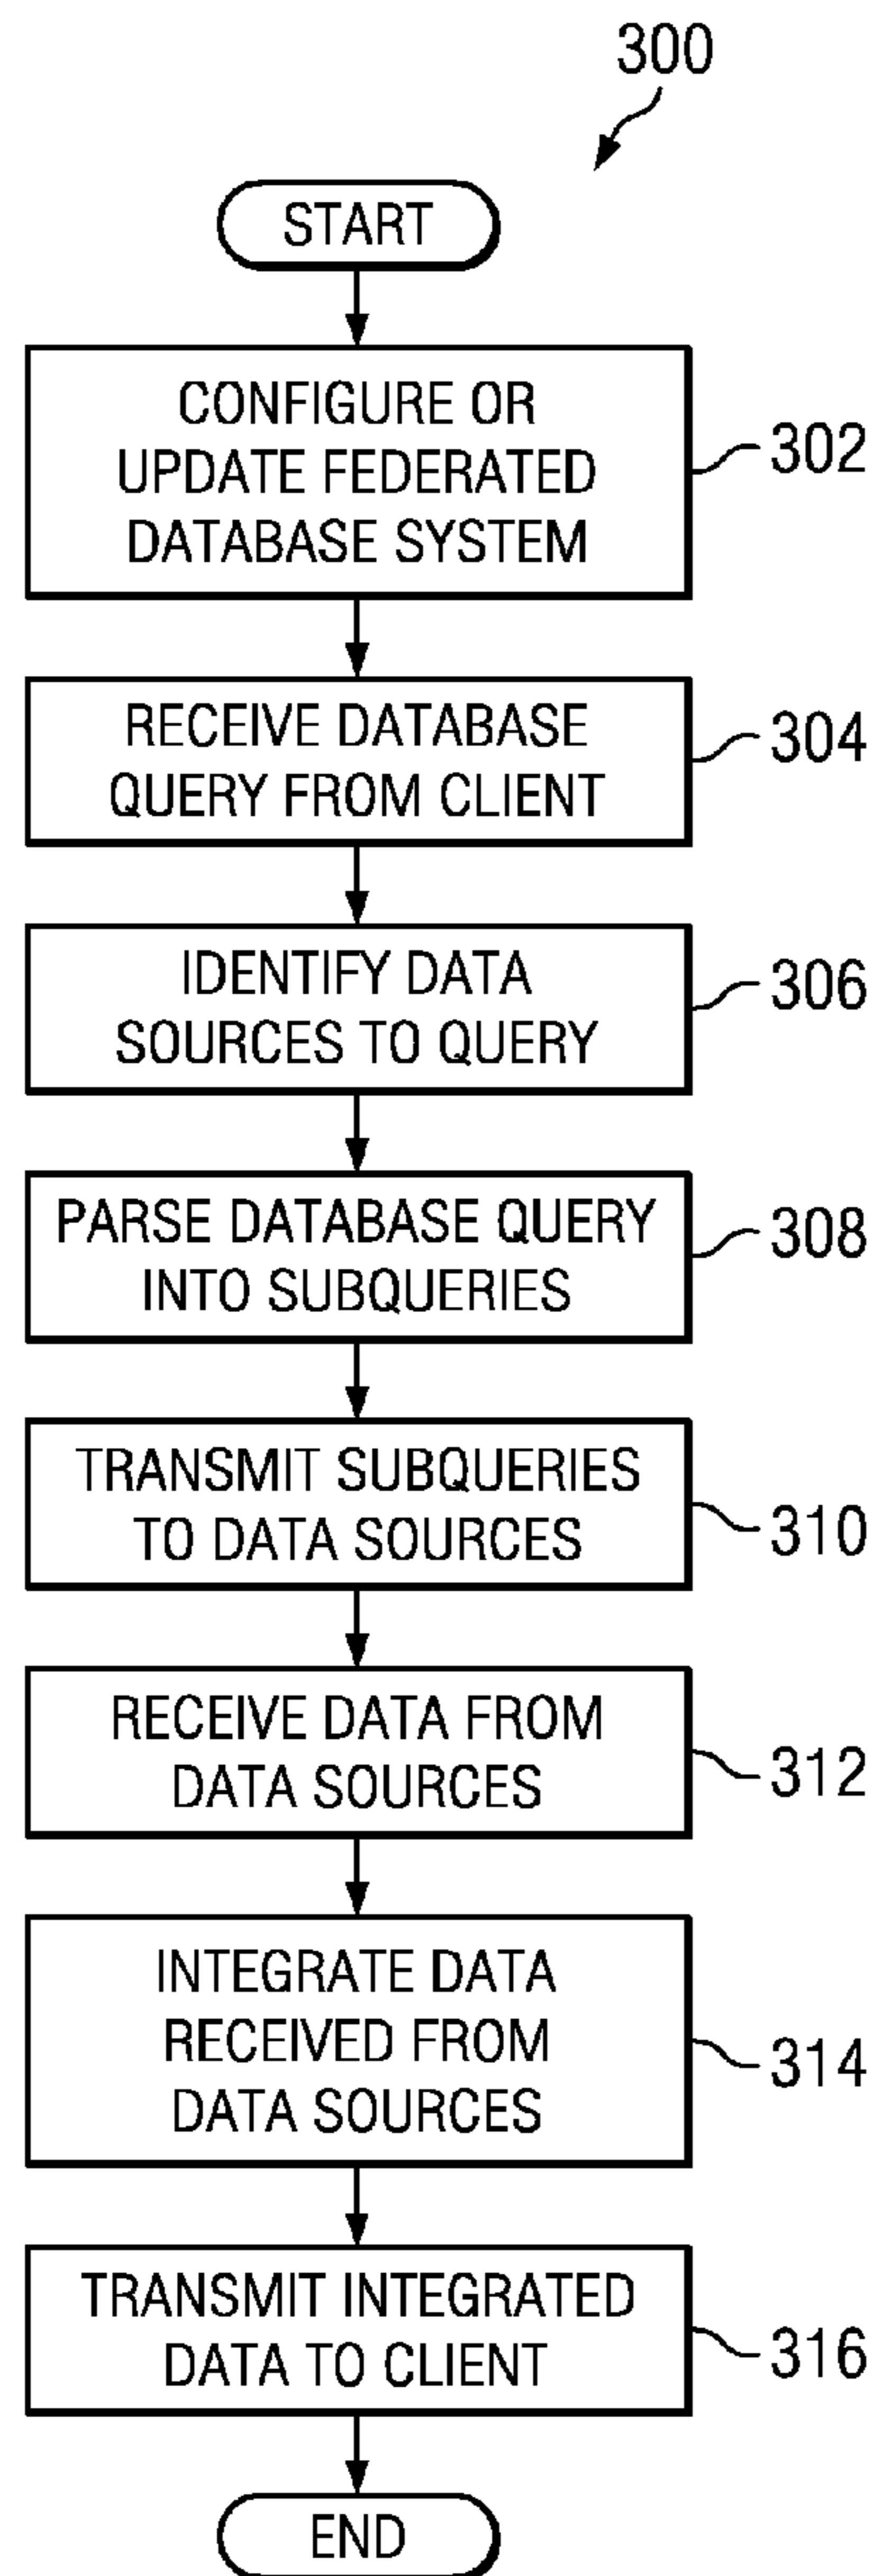 300
START
CONFIGURE OR
UPDATE FEDERATED
DATABASE SYSTEM
302
RECEIVE DATABASE
QUERY FROM CLIENT
304
IDENTIFY DATA
SOURCES TO QUERY
306
PARSE DATABASE QUERY
INTO SUBQUERIES
308
TRANSMIT SUBQUERIES
TO DATA SOURCES
310
RECEIVE DATA FROM
DATA SOURCES
312
INTEGRATE DATA
RECEIVED FROM
DATA SOURCES
314
TRANSMIT INTEGRATED
DATA TO CLIENT
316
END